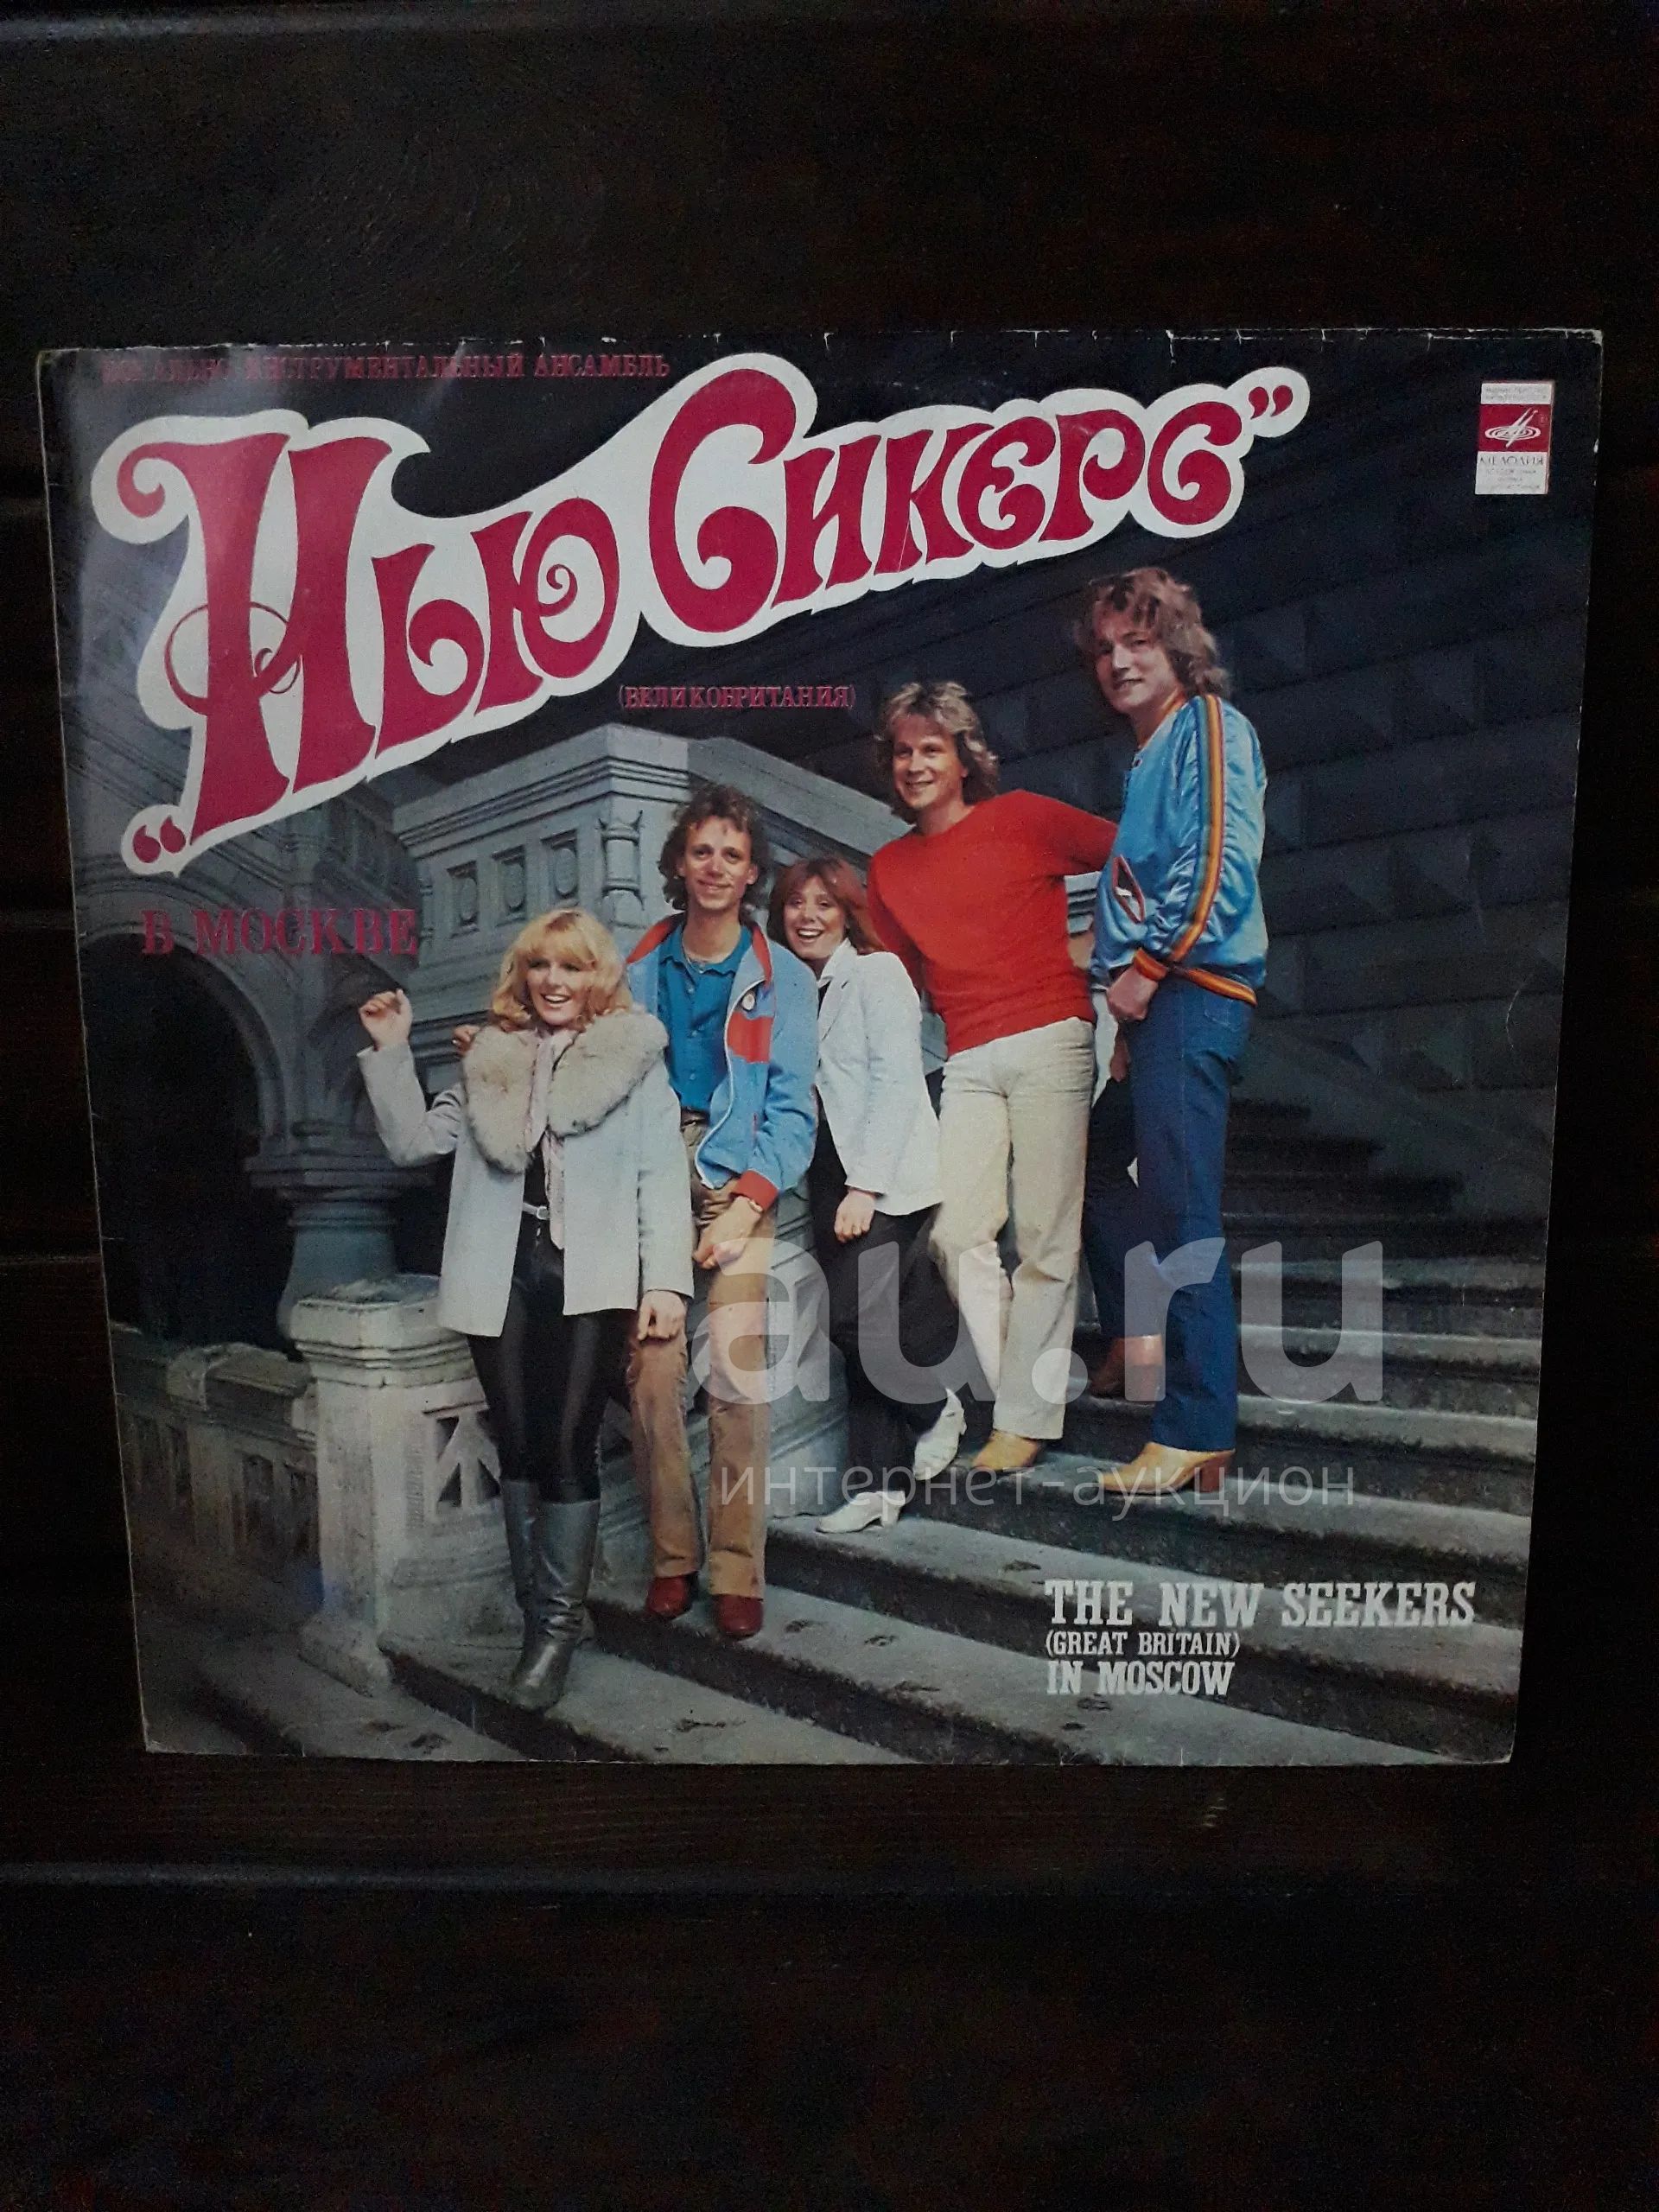 ВОКАЛЬНО-ИНСТРУМЕНТАЛЬНЫЙ АНСАМБЛЬ
„Нью Сикерс”
(ВЕЛИКОБРИТАНИЯ)
В МОСКВЕ
МЕЛОДИЯ
au.ru
интернет-аукцион
THE NEW SEEKERS
(GREAT BRITAIN)
IN MOSCOW